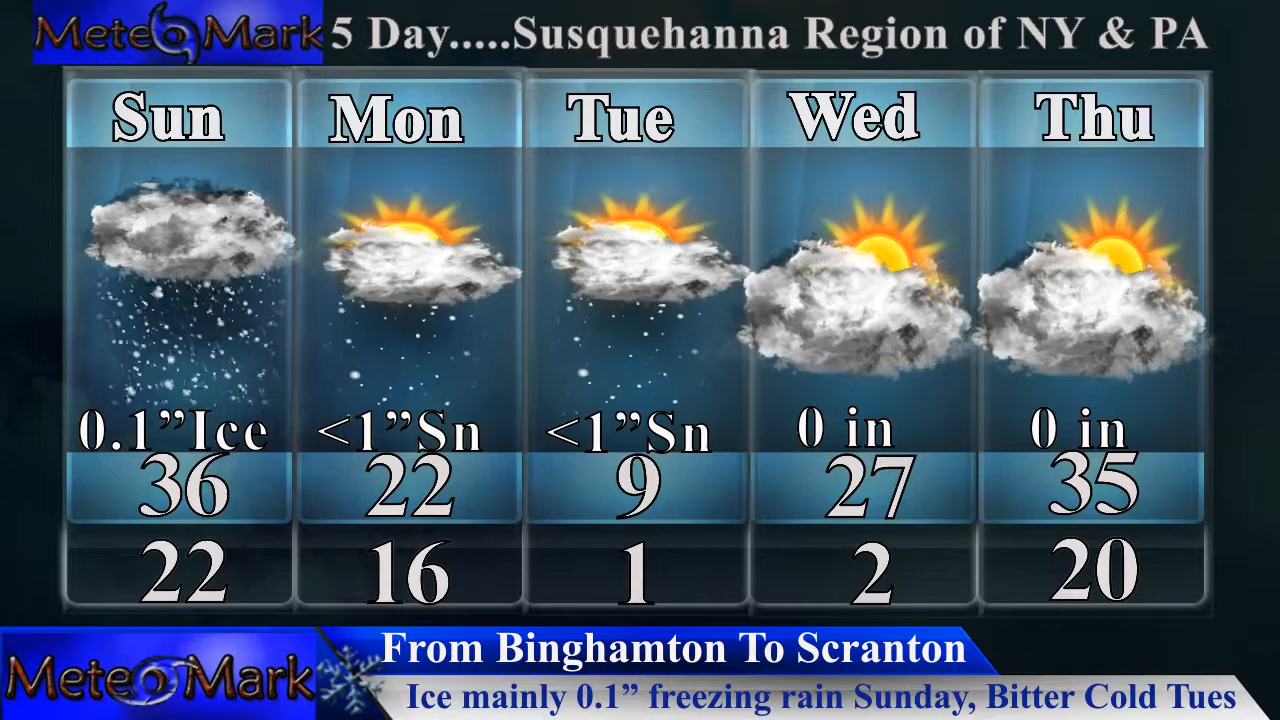 MeteoMark 5 Day.....Susquehanna Region of NY & PA
Sun Mon Tue Wed Thu
0.1”Ice <1”Sn <1”Sn 0 in 0 in
36 22 9 27 35
22 16 1 2 20
From Binghamton To Scranton
MeteoMark
Ice mainly 0.1” freezing rain Sunday, Bitter Cold Tues